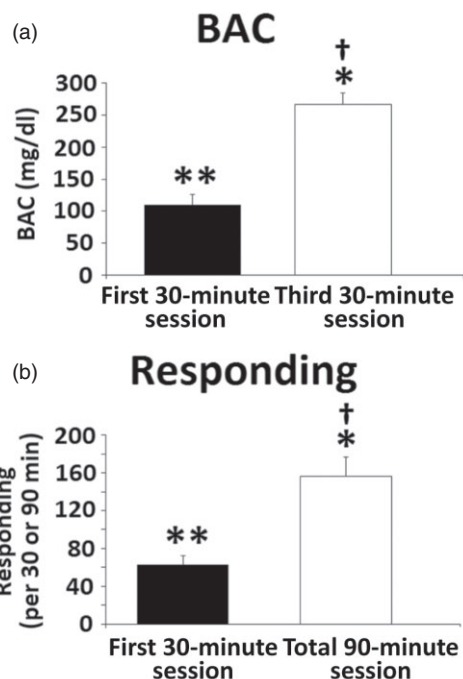 (a)
BAC
BAC (mg/dl)
300
250
200
150
100
50
0
**
†
*
First 30-minute session
Third 30-minute session
(b)
Responding
Responding
(per 30 or 90 min)
200
160
120
80
40
0
**
†
*
First 30-minute session
Total 90-minute session